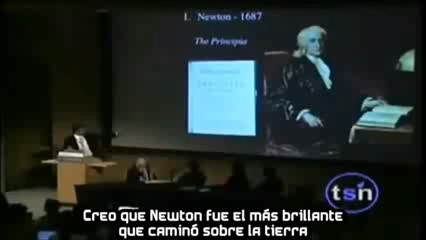 1. Newton - 1687
The Principia
tsn
Creo que Newton fue el más brillante
que caminó sobre la tierra